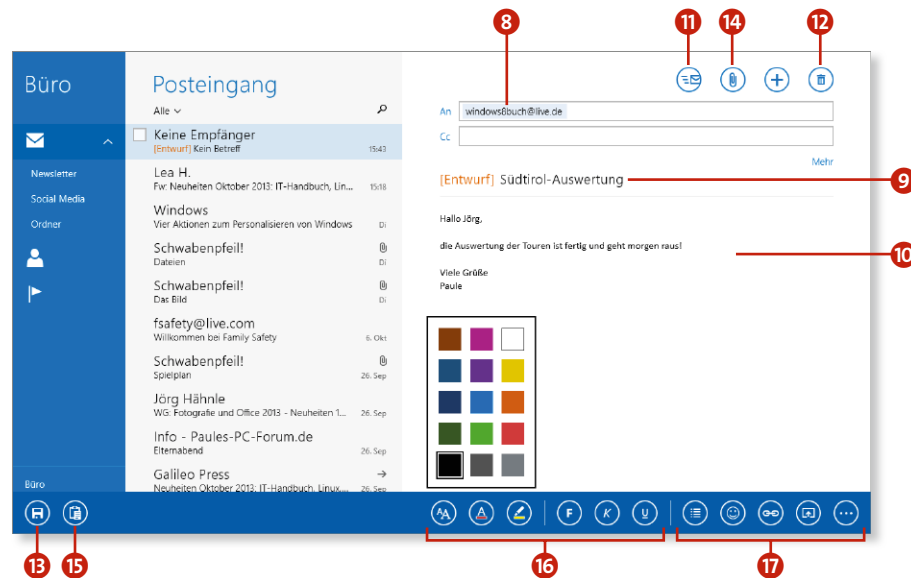 8
11
14
12
Büro
Posteingang
Alle
An windows8buch@live.de
Cc
Mehr
[Entwurf] Südtirol-Auswertung
9
Hallo Jörg,
die Auswertung der Touren ist fertig und geht morgen raus!
10
Viele Grüße
Paule
Newsletter
Social Media
Ordner
Büro
Keine Empfänger
[Entwurf] Kein Betreff 15:43
Lea H.
Fw: Neuheiten Oktober 2013: IT-Handbuch, Lin... 15:18
Windows
Vier Aktionen zum Personalisieren von Windows Di
Schwabenpfeil!
Dateien Di
Schwabenpfeil!
Das Bild Di
fsafety@live.com
Willkommen bei Family Safety 6. Okt
Schwabenpfeil!
Spielplan 26. Sep
Jörg Hähnle
WG: Fotografie und Office 2013 - Neuheiten 1... 26. Sep
Info - Paules-PC-Forum.de
Elternabend 26. Sep
Galileo Press
Neuheiten Oktober 2013: IT-Handbuch, Linux,... 26. Sep
AA A F K U
13
15
16
17